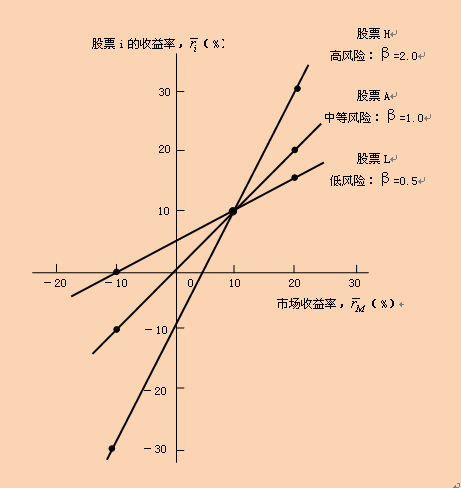 股票 i 的收益率，r̄i（%）
股票 H
高风险：β=2.0
股票 A
中等风险：β=1.0
股票 L
低风险：β=0.5
30
20
10
-20
-10
0
10
20
30
市场收益率，r̄M（%）
-10
-20
-30